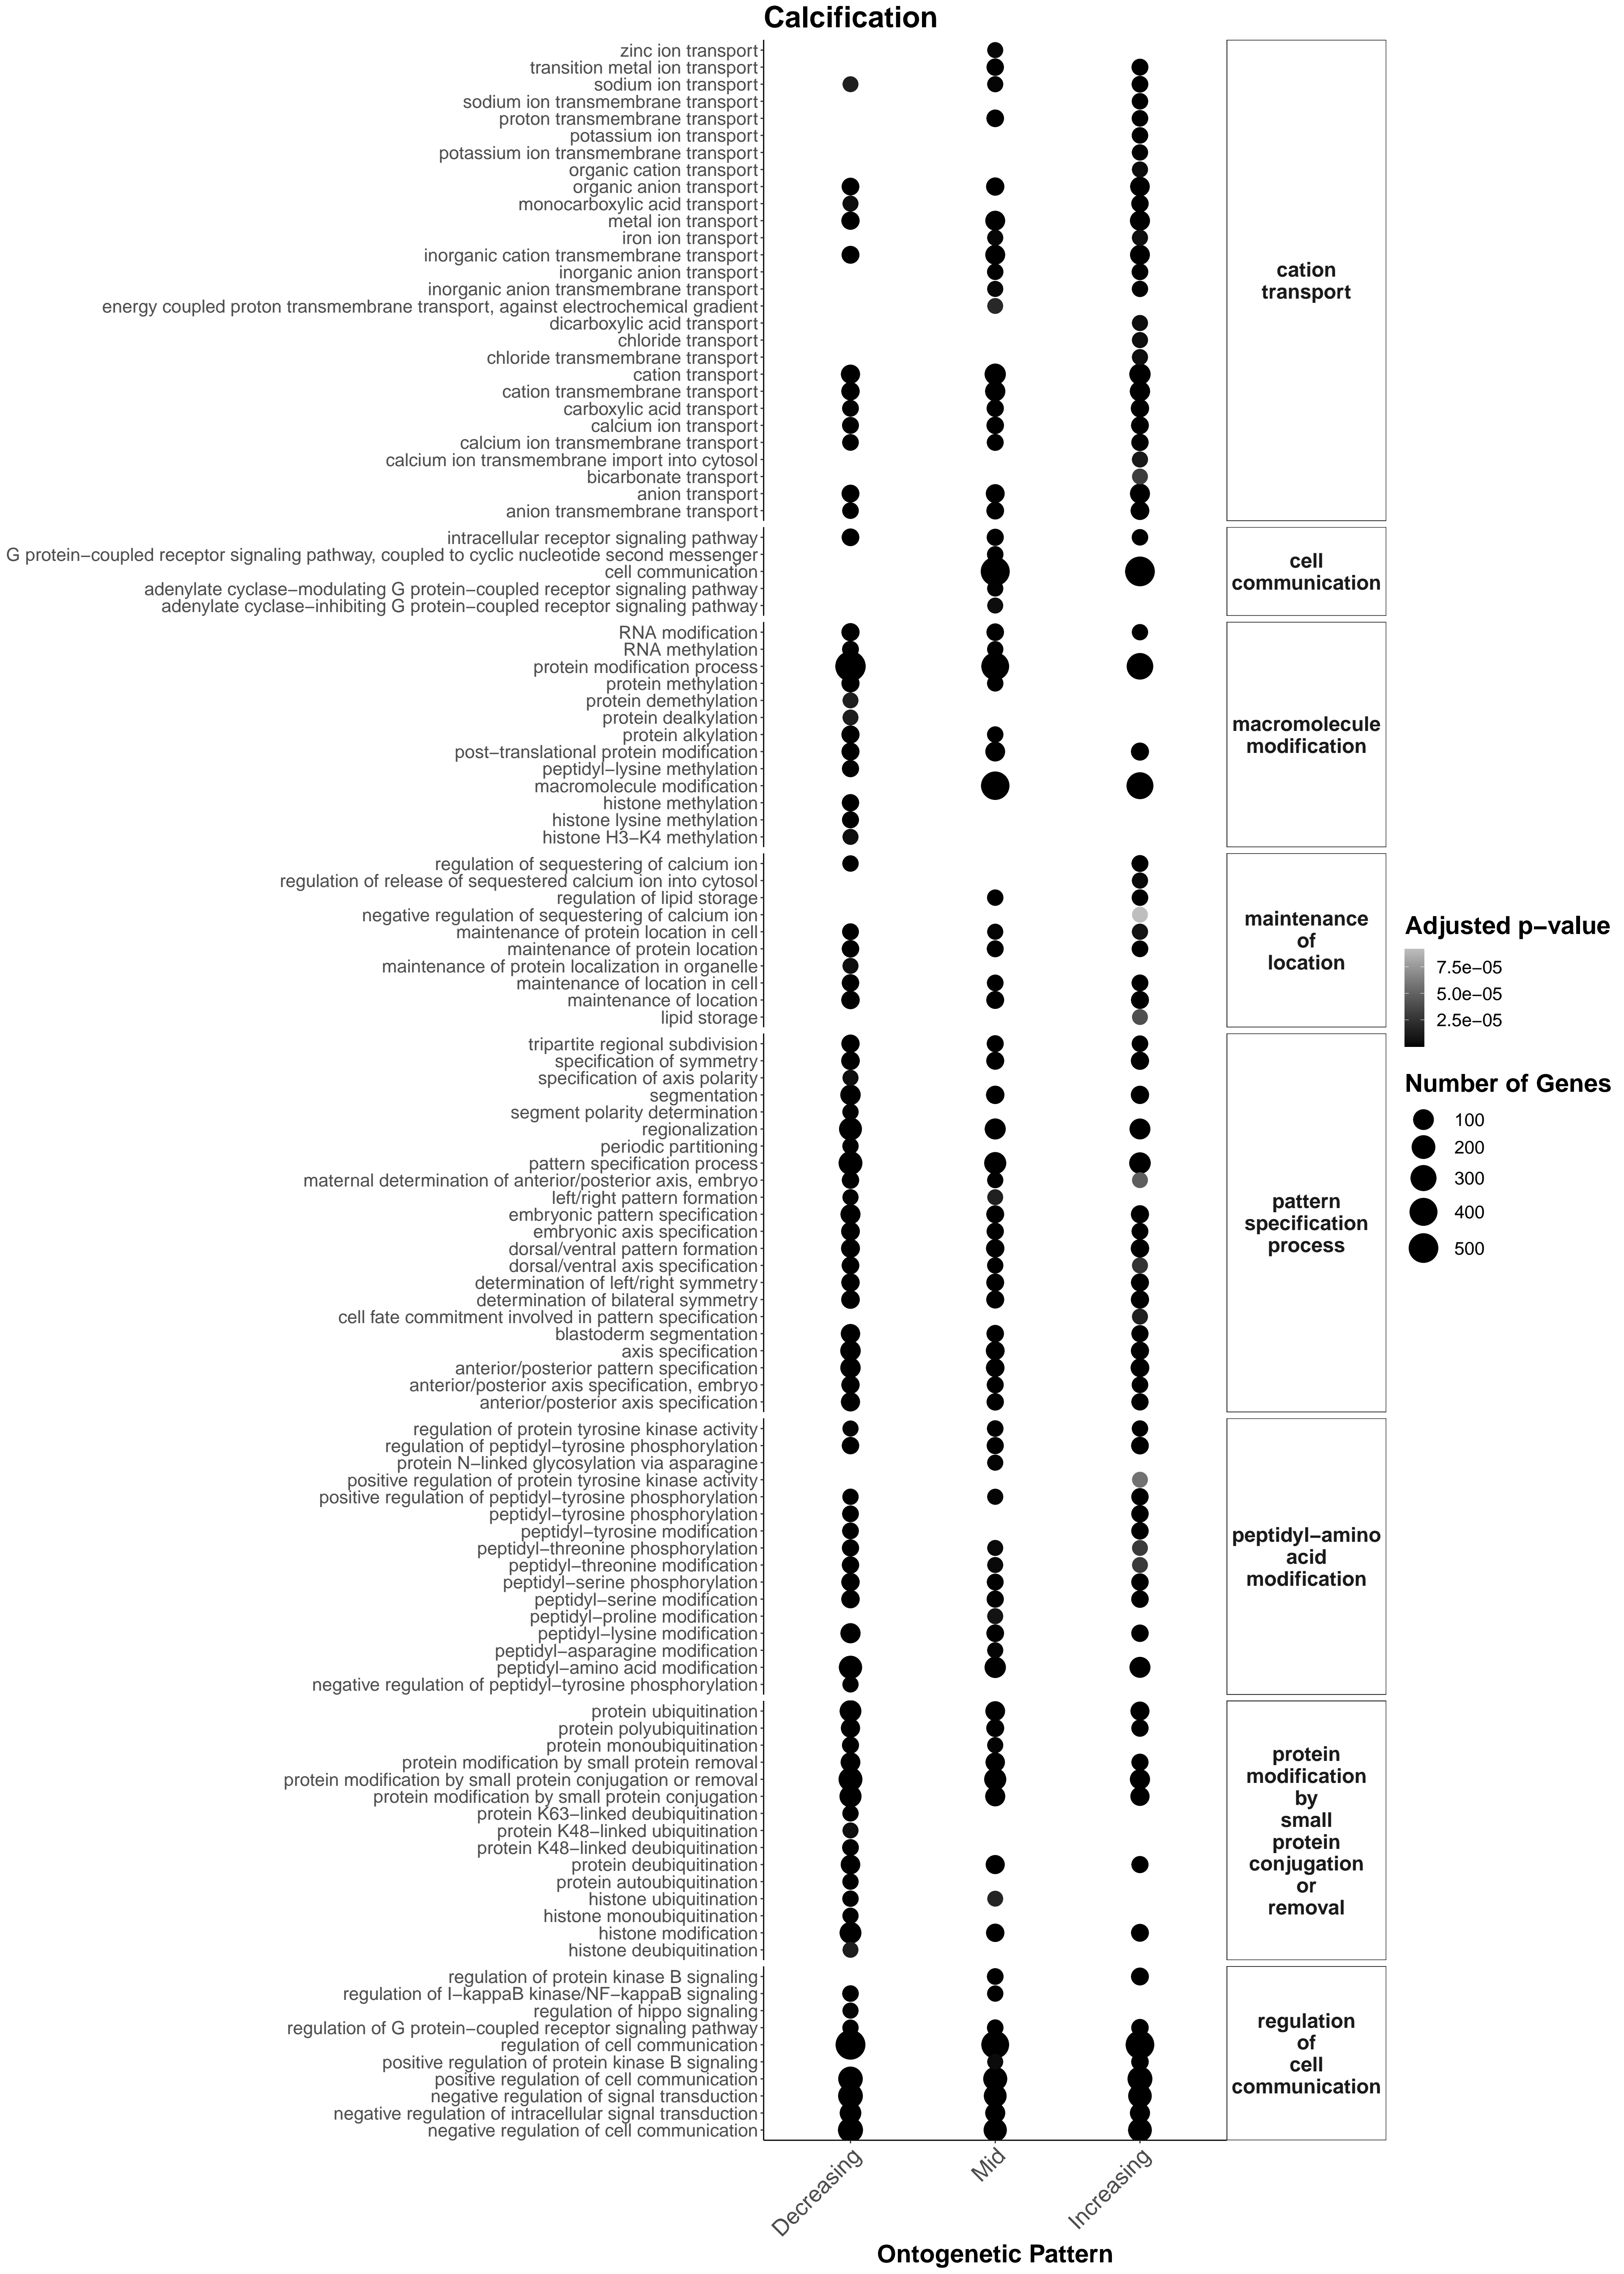 Calcification
zinc ion transport
transition metal ion transport
sodium ion transport
sodium ion transmembrane transport
proton transmembrane transport
potassium ion transport
potassium ion transmembrane transport
organic cation transport
organic anion transport
monocarboxylic acid transport
metal ion transport
iron ion transport
inorganic cation transmembrane transport
inorganic anion transport
inorganic anion transmembrane transport
energy coupled proton transmembrane transport, against electrochemical gradient
dicarboxylic acid transport
chloride transport
chloride transmembrane transport
cation transport
cation transmembrane transport
carboxylic acid transport
calcium ion transport
calcium ion transmembrane transport
calcium ion transmembrane import into cytosol
bicarbonate transport
anion transport
anion transmembrane transport
cation
transport
intracellular receptor signaling pathway
G protein−coupled receptor signaling pathway, coupled to cyclic nucleotide second messenger
cell communication
adenylate cyclase−modulating G protein−coupled receptor signaling pathway
adenylate cyclase−inhibiting G protein−coupled receptor signaling pathway
cell
communication
RNA modification
RNA methylation
protein modification process
protein methylation
protein demethylation
protein dealkylation
protein alkylation
post−translational protein modification
peptidyl−lysine methylation
macromolecule modification
histone methylation
histone lysine methylation
histone H3−K4 methylation
macromolecule
modification
regulation of sequestering of calcium ion
regulation of release of sequestered calcium ion into cytosol
regulation of lipid storage
negative regulation of sequestering of calcium ion
maintenance of protein location in cell
maintenance of protein location
maintenance of protein localization in organelle
maintenance of location in cell
maintenance of location
lipid storage
maintenance
of
location
tripartite regional subdivision
specification of symmetry
specification of axis polarity
segmentation
segment polarity determination
regionalization
periodic partitioning
pattern specification process
maternal determination of anterior/posterior axis, embryo
left/right pattern formation
embryonic pattern specification
embryonic axis specification
dorsal/ventral pattern formation
dorsal/ventral axis specification
determination of left/right symmetry
determination of bilateral symmetry
cell fate commitment involved in pattern specification
blastoderm segmentation
axis specification
anterior/posterior pattern specification
anterior/posterior axis specification, embryo
anterior/posterior axis specification
pattern
specification
process
regulation of protein tyrosine kinase activity
regulation of peptidyl−tyrosine phosphorylation
protein N−linked glycosylation via asparagine
positive regulation of protein tyrosine kinase activity
positive regulation of peptidyl−tyrosine phosphorylation
peptidyl−tyrosine phosphorylation
peptidyl−tyrosine modification
peptidyl−threonine phosphorylation
peptidyl−threonine modification
peptidyl−serine phosphorylation
peptidyl−serine modification
peptidyl−proline modification
peptidyl−lysine modification
peptidyl−asparagine modification
peptidyl−amino acid modification
negative regulation of peptidyl−tyrosine phosphorylation
peptidyl−amino
acid
modification
protein ubiquitination
protein polyubiquitination
protein monoubiquitination
protein modification by small protein removal
protein modification by small protein conjugation or removal
protein modification by small protein conjugation
protein K63−linked deubiquitination
protein K48−linked ubiquitination
protein K48−linked deubiquitination
protein deubiquitination
protein autoubiquitination
histone ubiquitination
histone monoubiquitination
histone modification
histone deubiquitination
protein
modification
by
small
protein
conjugation
or
removal
regulation of protein kinase B signaling
regulation of I−kappaB kinase/NF−kappaB signaling
regulation of hippo signaling
regulation of G protein−coupled receptor signaling pathway
regulation of cell communication
positive regulation of protein kinase B signaling
positive regulation of cell communication
negative regulation of signal transduction
negative regulation of intracellular signal transduction
negative regulation of cell communication
regulation
of
cell
communication
Decreasing
Mid
Increasing
Ontogenetic Pattern
Adjusted p−value
7.5e−05
5.0e−05
2.5e−05
Number of Genes
100
200
300
400
500